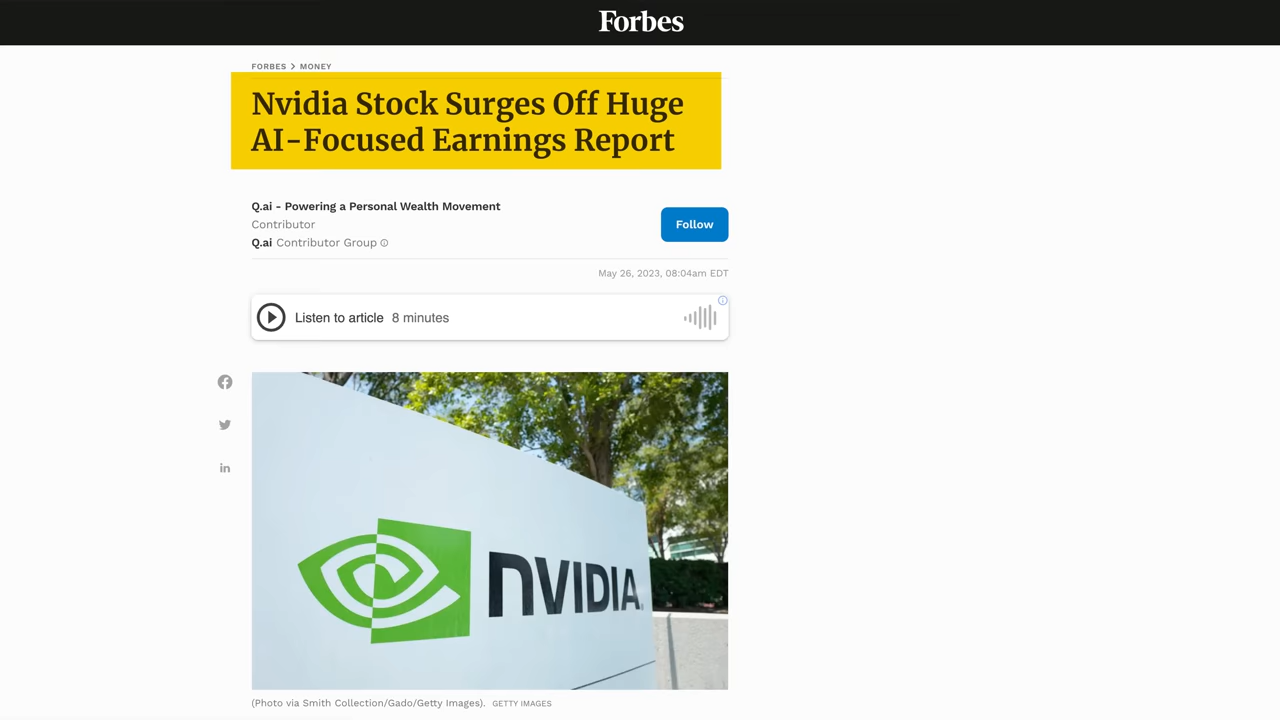 Forbes
FORBES > MONEY
Nvidia Stock Surges Off Huge
AI-Focused Earnings Report
Q.ai - Powering a Personal Wealth Movement
Contributor
Q.ai Contributor Group
Follow
May 26, 2023, 08:04am EDT
Listen to article 8 minutes
NVIDIA.
(Photo via Smith Collection/Gado/Getty Images). GETTY IMAGES